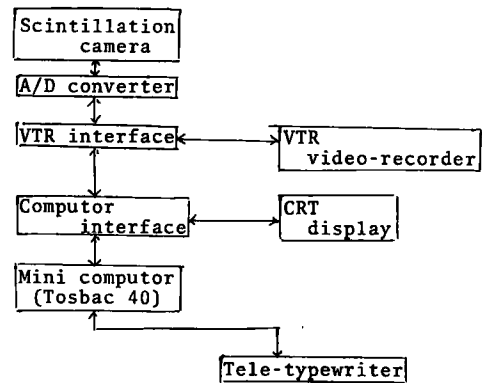 Scintillation
camera
A/D converter
VTR interface
VTR
video-recorder
Computor
interface
CRT
display
Mini computor
(Tosbac 40)
Tele-typewriter